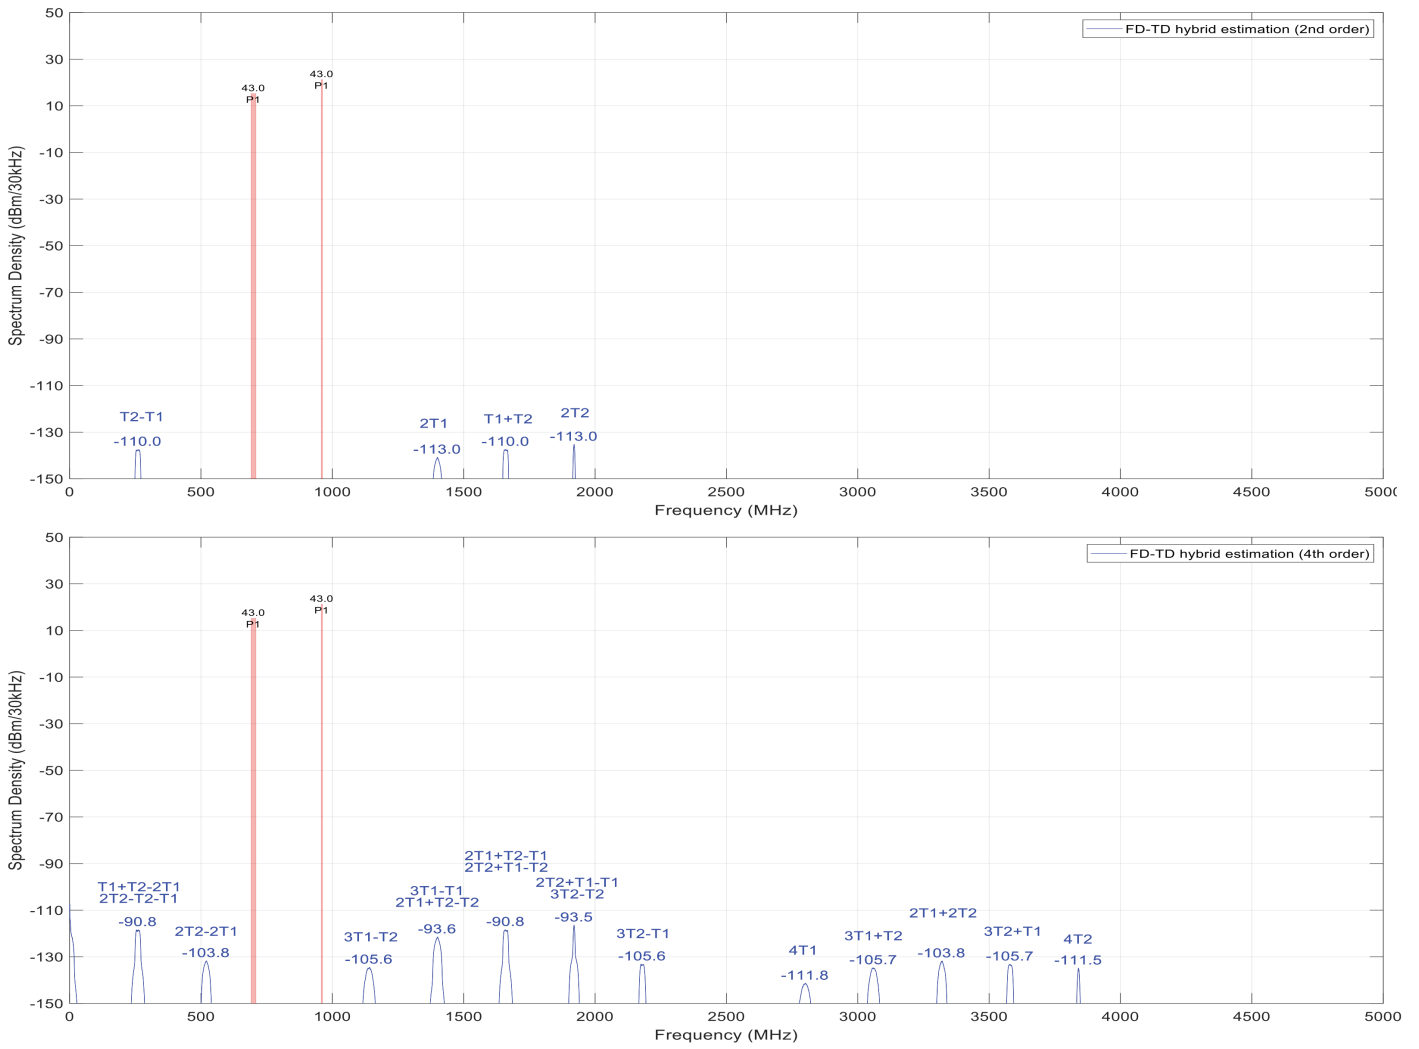 50
30
10
-10
-30
-50
-70
-90
-110
-130
-150
Spectrum Density (dBm/30kHz)
FD-TD hybrid estimation (2nd order)
43.0
P1
43.0
P1
T2-T1
-110.0
2T1
-113.0
T1+T2
-110.0
2T2
-113.0
0 500 1000 1500 2000 2500 3000 3500 4000 4500 5000
Frequency (MHz)
50
30
10
-10
-30
-50
-70
-90
-110
-130
-150
Spectrum Density (dBm/30kHz)
FD-TD hybrid estimation (4th order)
43.0
P1
43.0
P1
T1+T2-2T1
2T2-T2-T1
-90.8
2T2-2T1
-103.8
3T1-T2
-105.6
3T1-T1
2T1+T2-T2
-93.6
2T1+T2-T1
2T2+T1-T2
-90.8
2T2+T1-T1
3T2-T2
-93.5
3T2-T1
-105.6
4T1
-111.8
3T1+T2
-105.7
2T1+2T2
-103.8
3T2+T1
-105.7
4T2
-111.5
0 500 1000 1500 2000 2500 3000 3500 4000 4500 5000
Frequency (MHz)